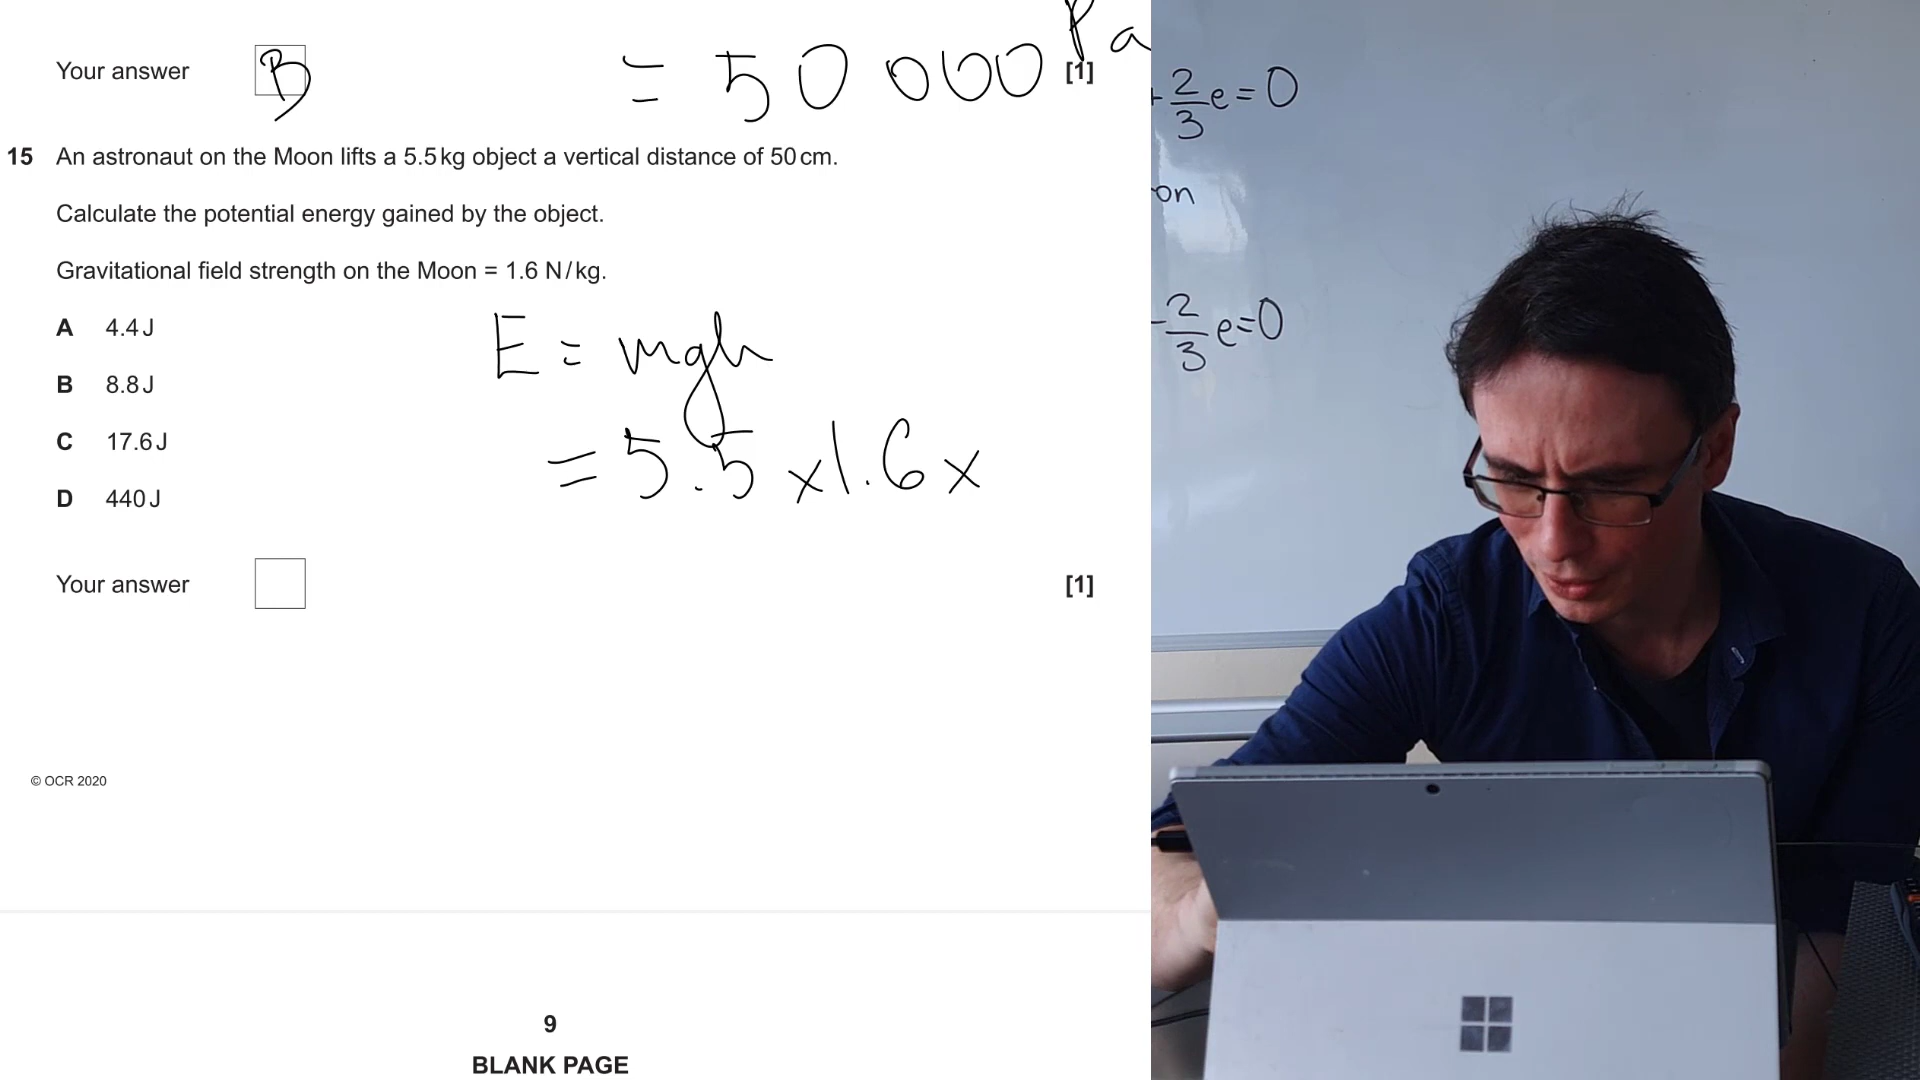 Your answer B = 50 000 Pa [1]
15 An astronaut on the Moon lifts a 5.5 kg object a vertical distance of 50 cm.
Calculate the potential energy gained by the object.
Gravitational field strength on the Moon = 1.6 N/kg.
A 4.4 J
B 8.8 J
C 17.6 J
D 440 J
E = mgh
= 5.5 x 1.6 x
Your answer [1]
© OCR 2020
9
BLANK PAGE
+ 2/3 e = 0
on
- 2/3 e = 0